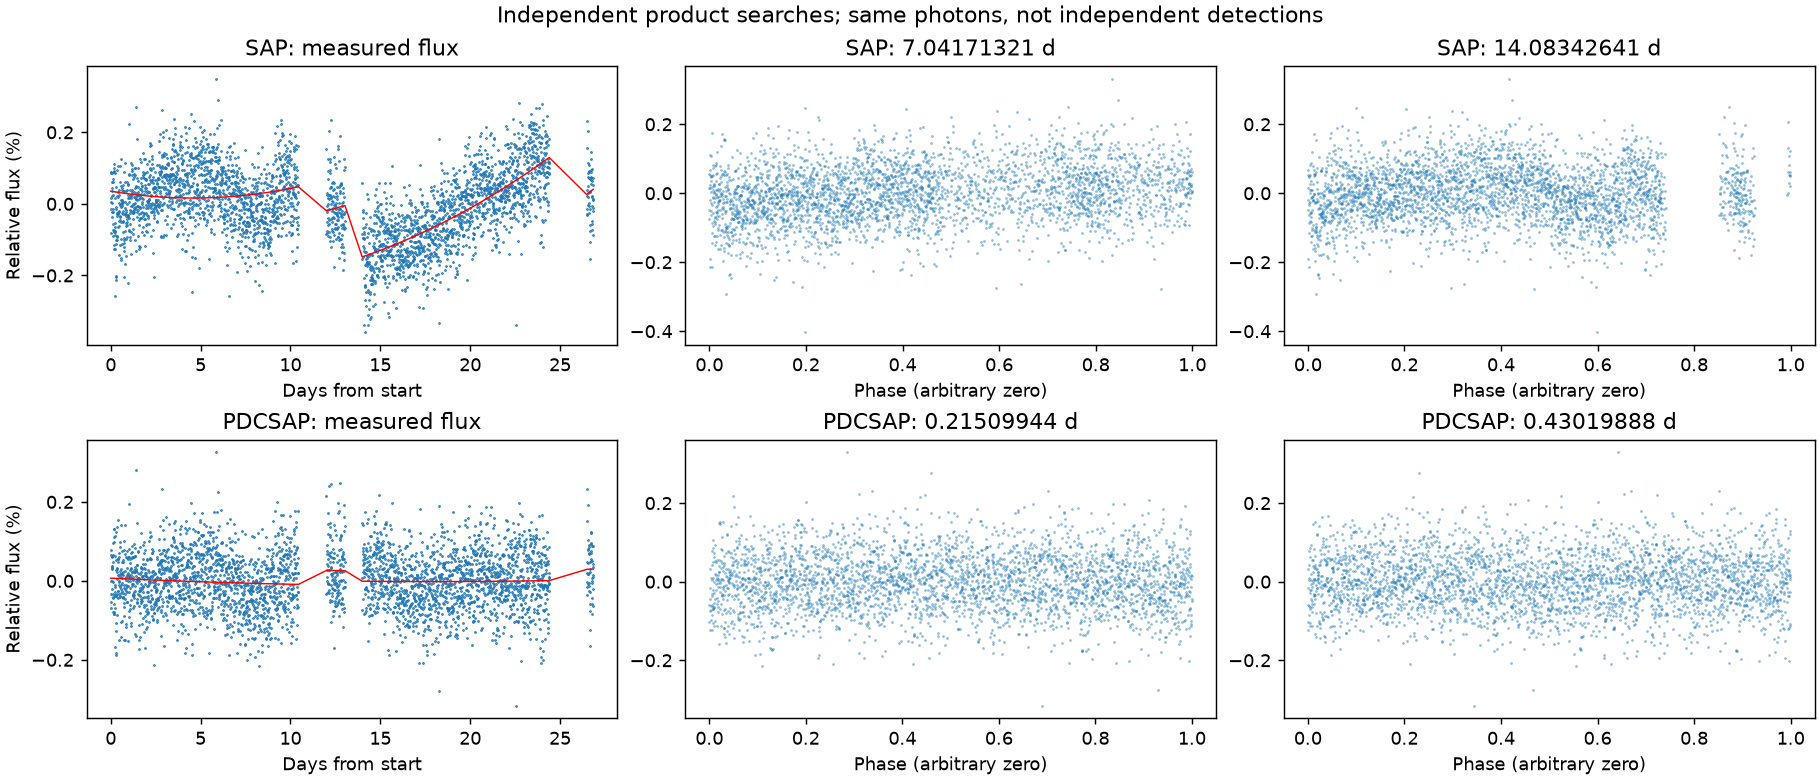 Independent product searches; same photons, not independent detections
SAP: measured flux
SAP: 7.04171321 d
SAP: 14.08342641 d
Relative flux (%)
0.2
0.0
−0.2
0 5 10 15 20 25
Days from start
0.2
0.0
−0.2
−0.4
0.0 0.2 0.4 0.6 0.8 1.0
Phase (arbitrary zero)
0.2
0.0
−0.2
−0.4
0.0 0.2 0.4 0.6 0.8 1.0
Phase (arbitrary zero)
PDCSAP: measured flux
PDCSAP: 0.21509944 d
PDCSAP: 0.43019888 d
Relative flux (%)
0.2
0.0
−0.2
0 5 10 15 20 25
Days from start
0.2
0.0
−0.2
0.0 0.2 0.4 0.6 0.8 1.0
Phase (arbitrary zero)
0.2
0.0
−0.2
0.0 0.2 0.4 0.6 0.8 1.0
Phase (arbitrary zero)